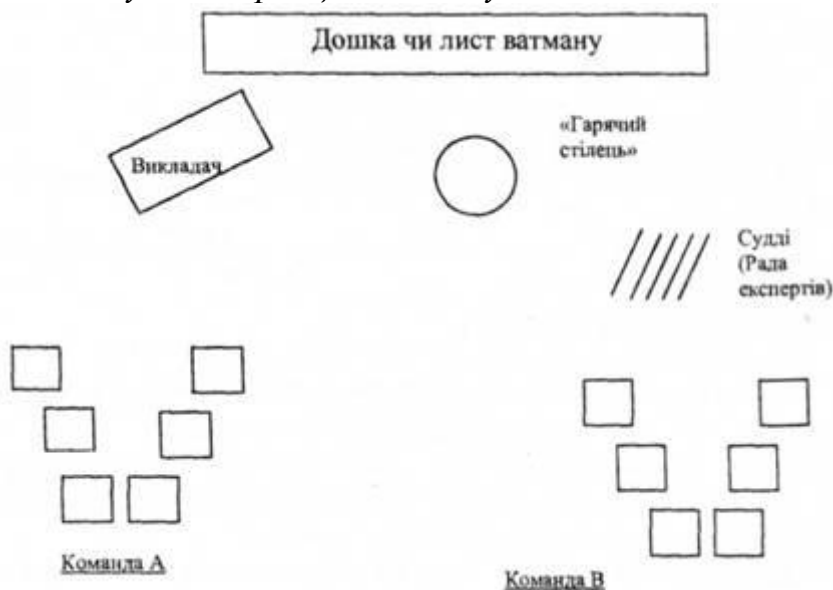 Дошка чи лист ватману
«Гарячий
стілець»
Викладач
Судді
(Рада
експертів)
Команда А
Команда В